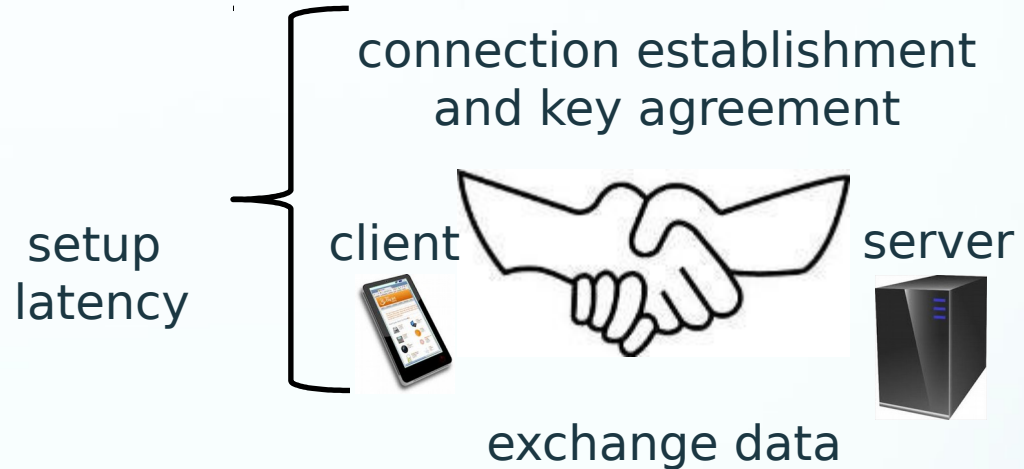 connection establishment
and key agreement
setup
latency
client
server
exchange data